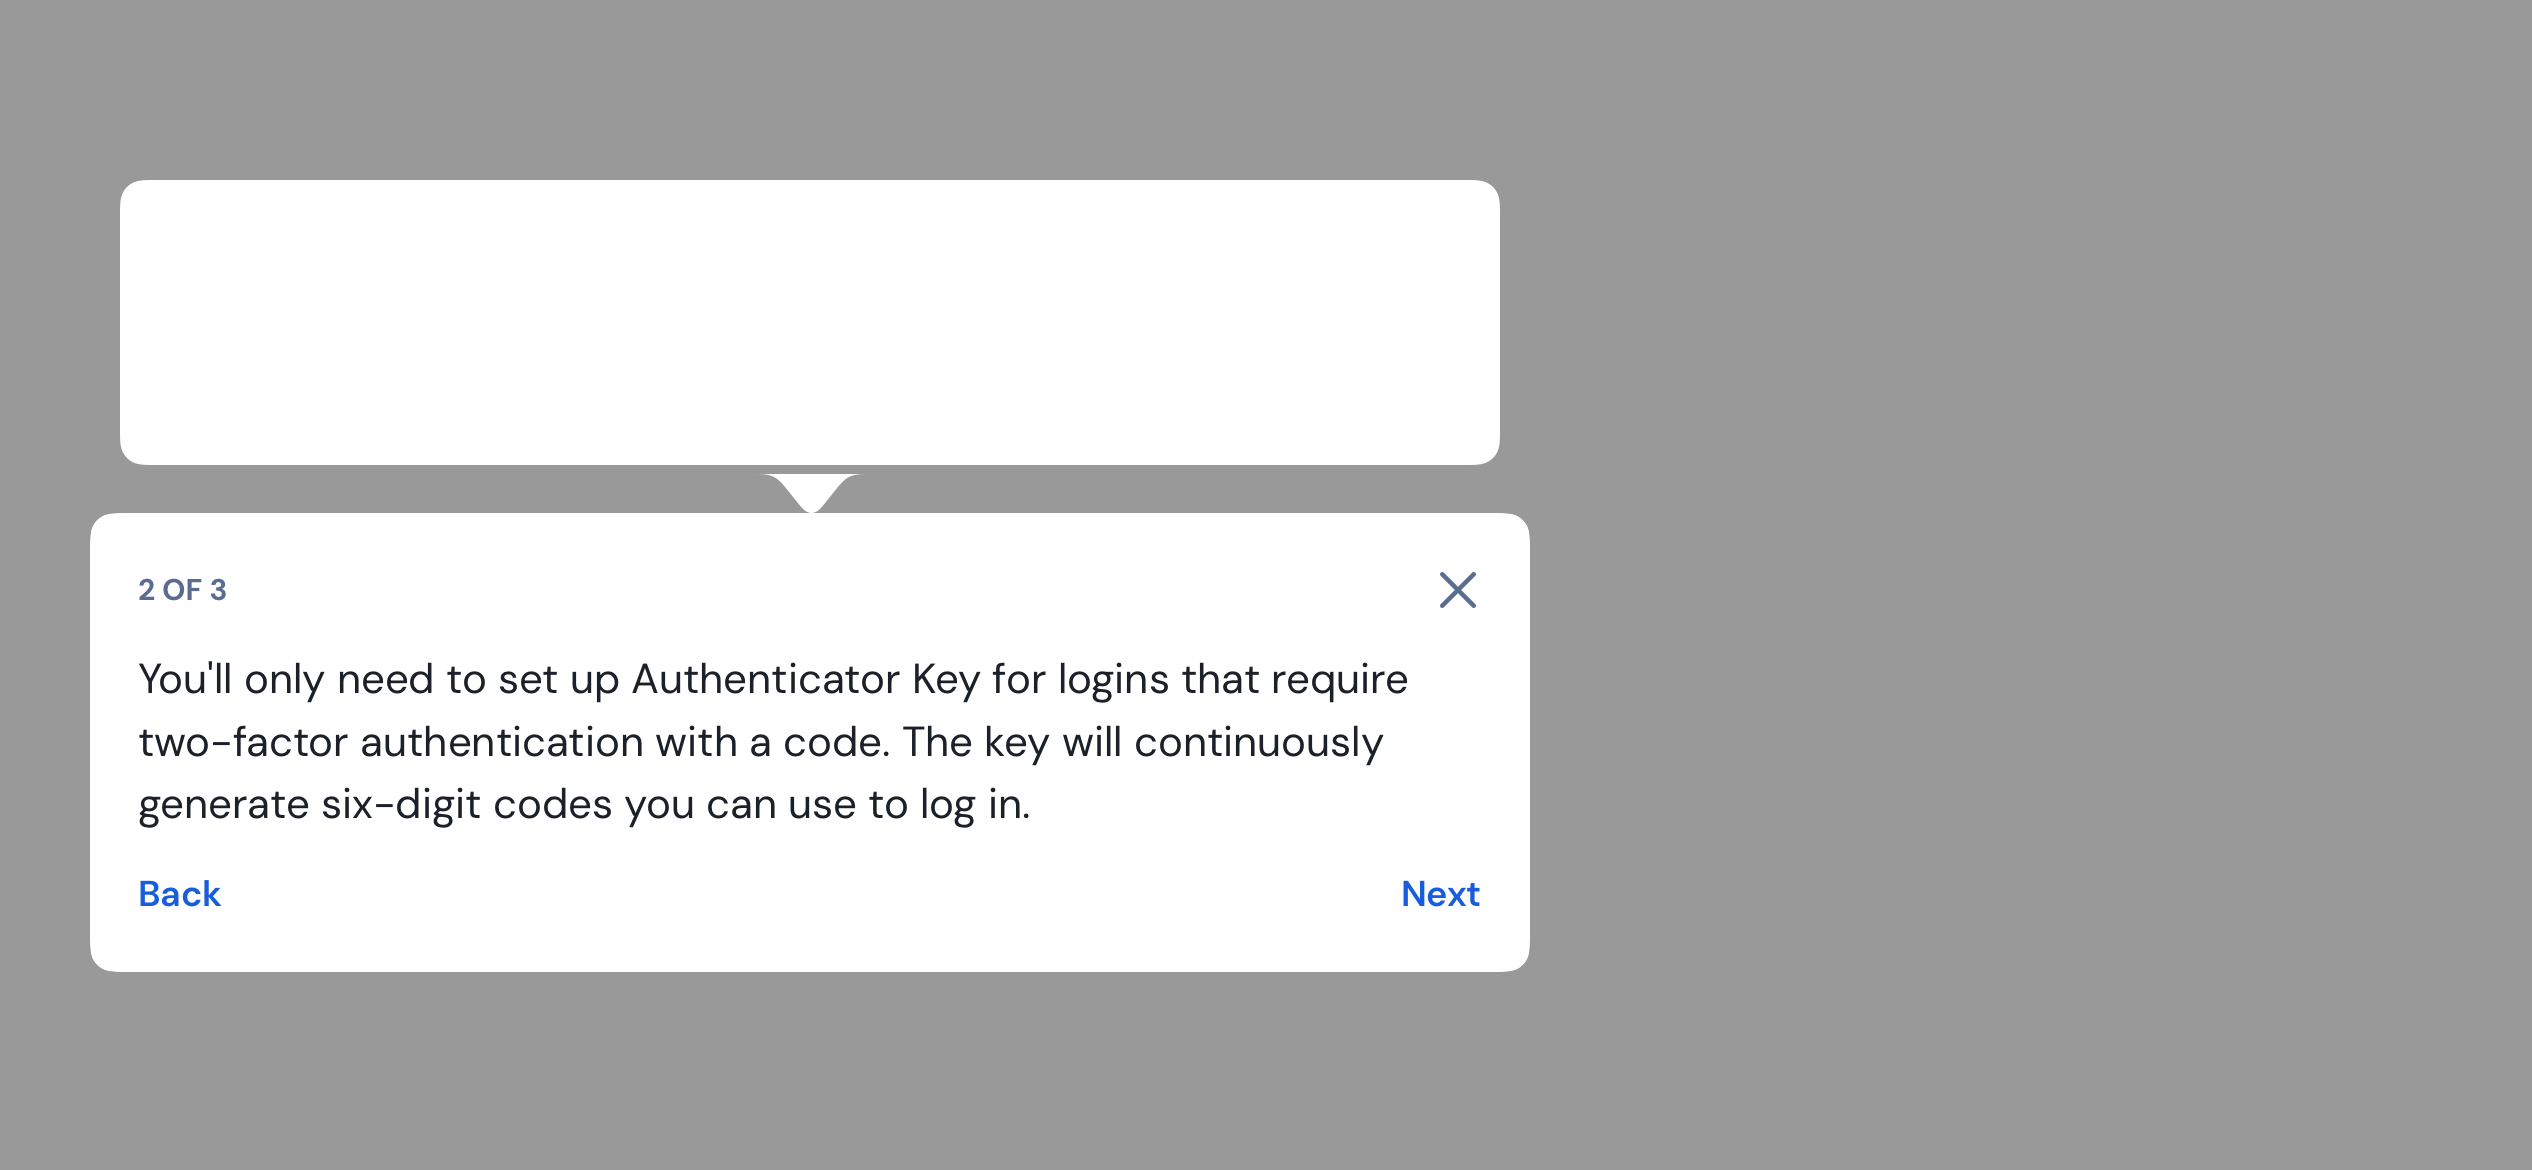 2 OF 3
You'll only need to set up Authenticator Key for logins that require
two-factor authentication with a code. The key will continuously
generate six-digit codes you can use to log in.
Back
Next